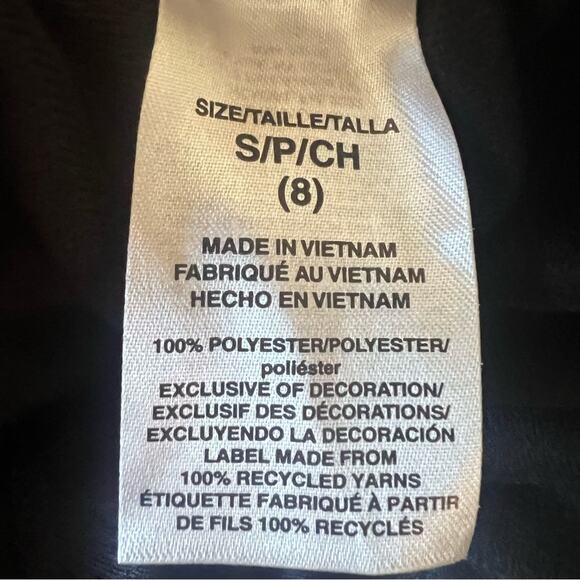 SIZE/TAILLE/TALLA
S/P/CH
(8)
MADE IN VIETNAM
FABRIQUÉ AU VIETNAM
HECHO EN VIETNAM
100% POLYESTER/POLYESTER/
poliéster
EXCLUSIVE OF DECORATION/
EXCLUSIF DES DÉCORATIONS/
EXCLUYENDO LA DECORACIÓN
LABEL MADE FROM
100% RECYCLED YARNS
ÉTIQUETTE FABRIQUÉ À PARTIR
DE FILS 100% RECYCLÉS